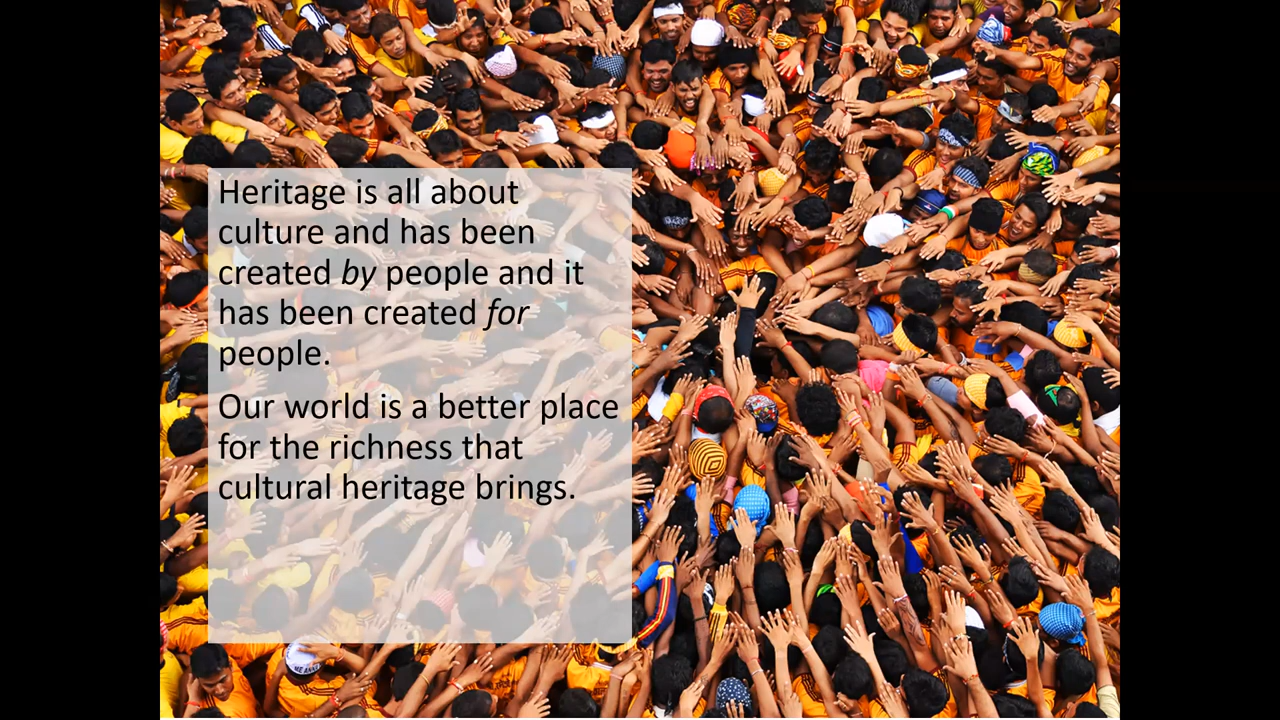 Heritage is all about
culture and has been
created by people and it
has been created for
people.
Our world is a better place
for the richness that
cultural heritage brings.